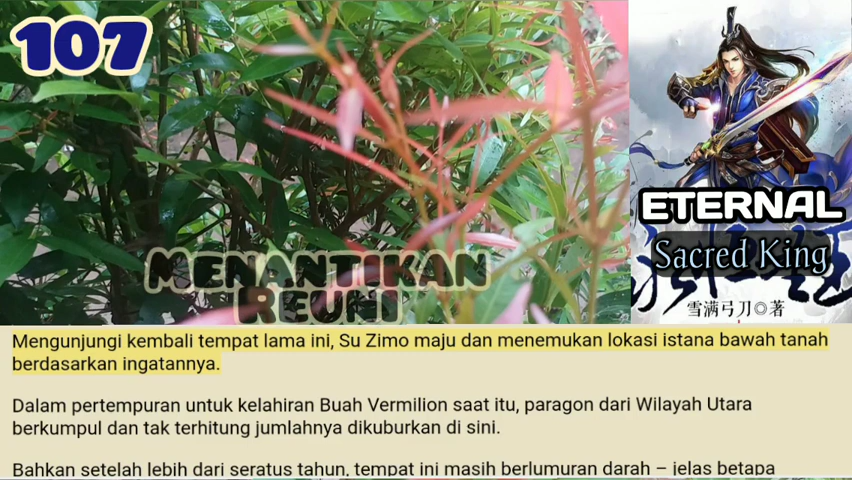 107
MENANTIKAN
REUNI
ETERNAL
Sacred King
雪满弓刀◎著
Mengunjungi kembali tempat lama ini, Su Zimo maju dan menemukan lokasi istana bawah tanah
berdasarkan ingatannya.
Dalam pertempuran untuk kelahiran Buah Vermilion saat itu, paragon dari Wilayah Utara
berkumpul dan tak terhitung jumlahnya dikuburkan di sini.
Bahkan setelah lebih dari seratus tahun, tempat ini masih berlumuran darah – jelas betapa